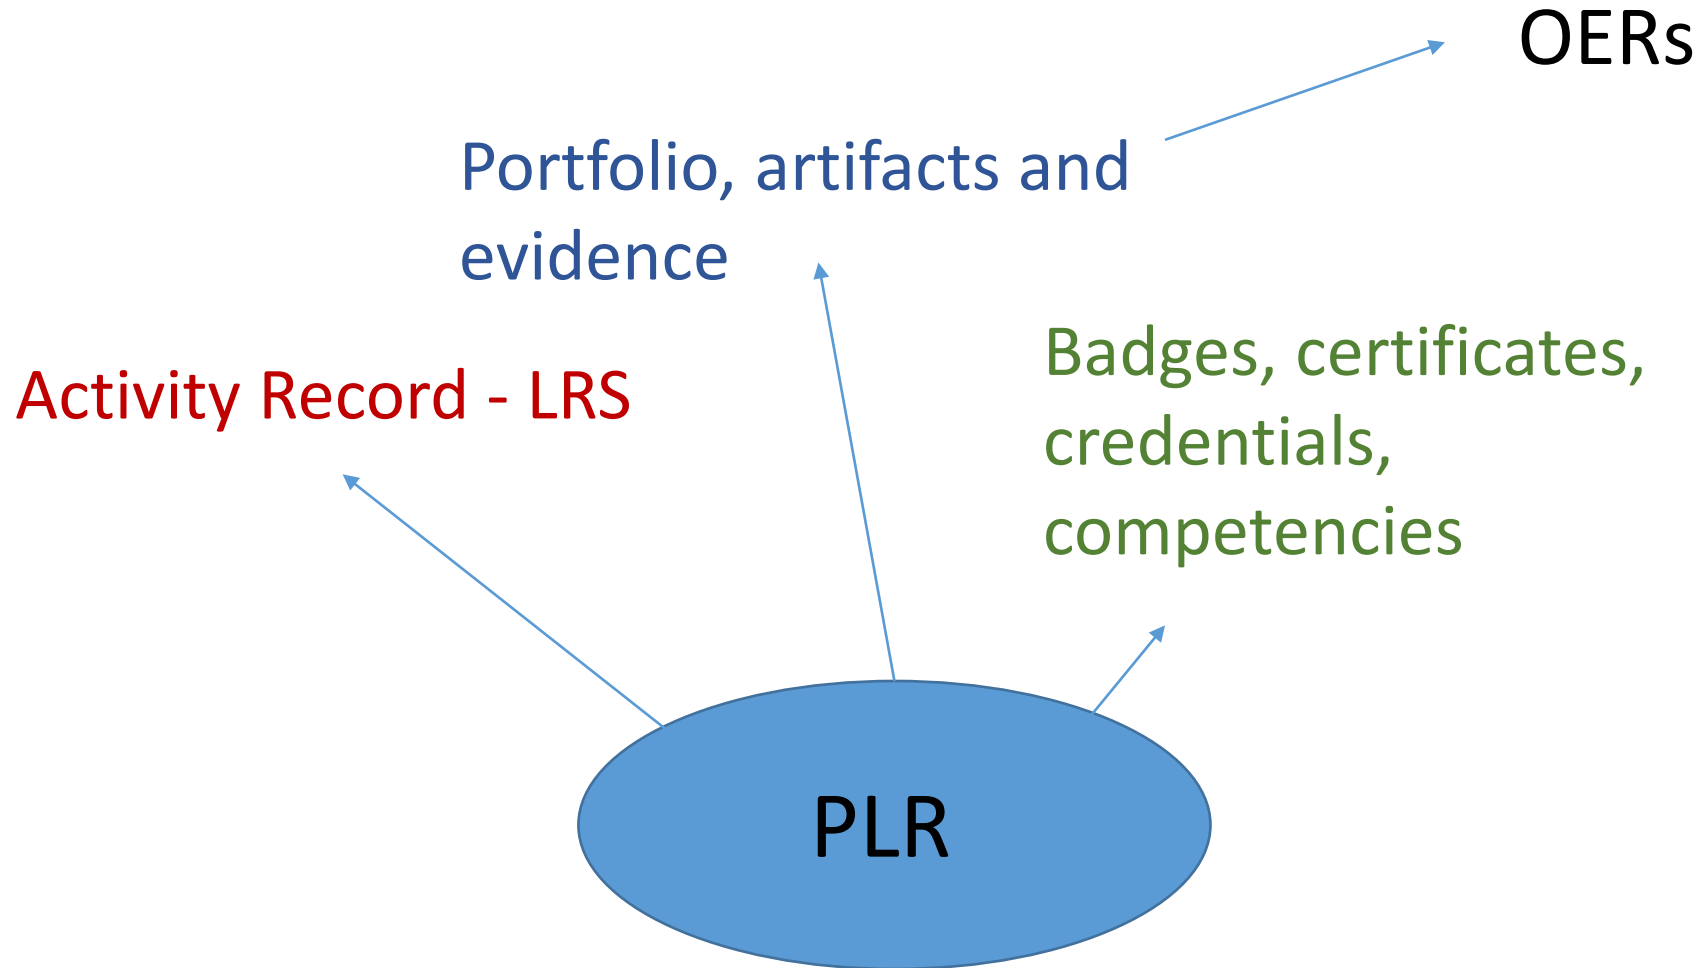 OERs
Portfolio, artifacts and
evidence
Activity Record - LRS
Badges, certificates,
credentials,
competencies
PLR